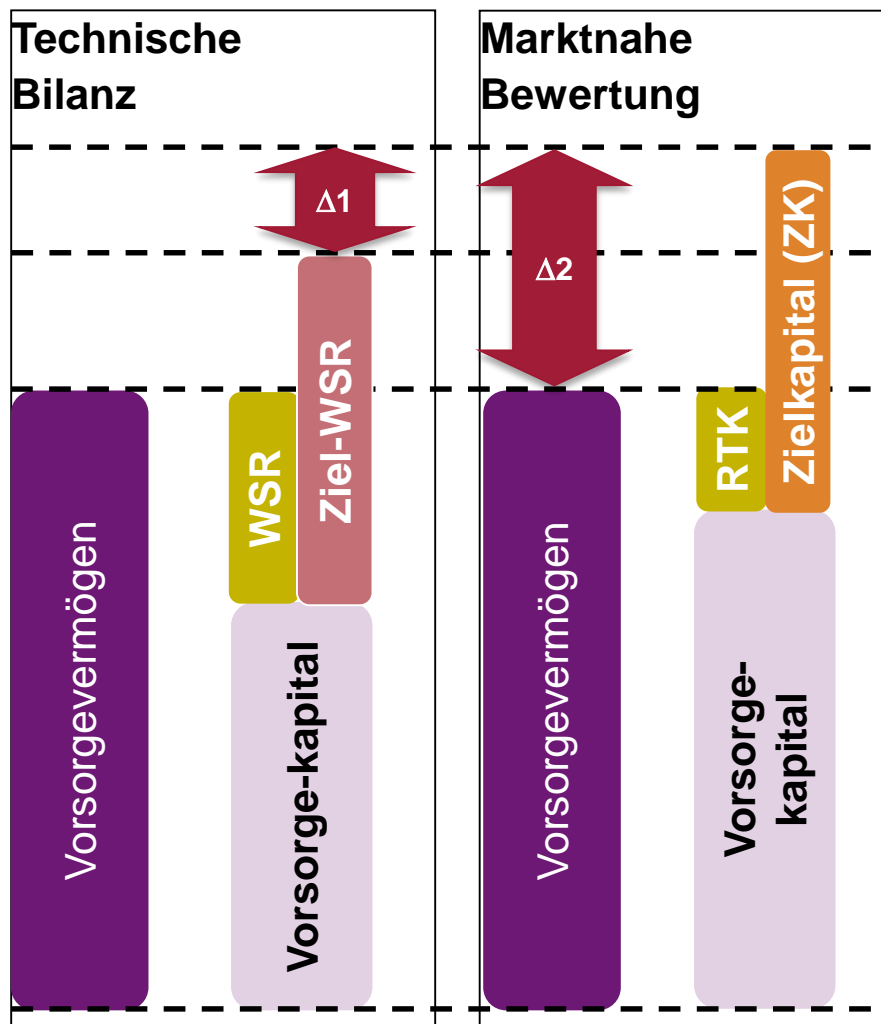 Technische
Bilanz
Δ1
Ziel-WSR
WSR
Vorsorgevermögen
Vorsorge-kapital
Marktnahe
Bewertung
Δ2
Zielkapital (ZK)
RTK
Vorsorgevermögen
Vorsorge-
kapital